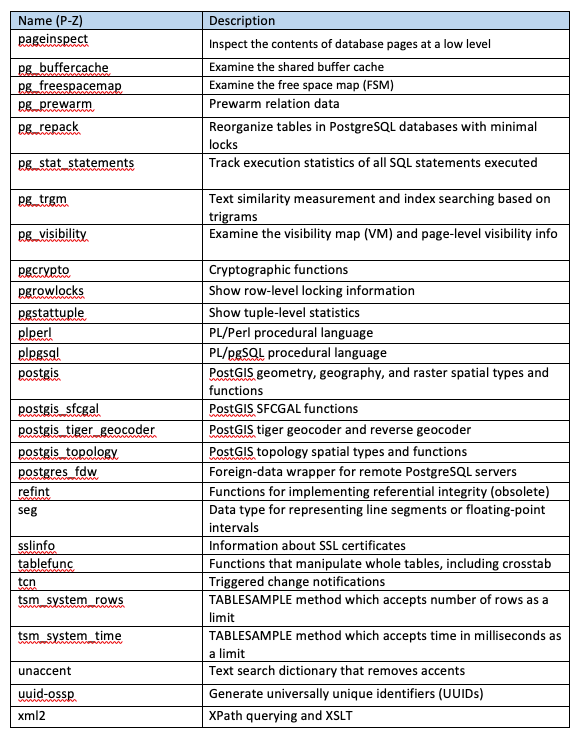 Name (P-Z) Description
pageinspect Inspect the contents of database pages at a low level
pg_buffercache Examine the shared buffer cache
pg_freespacemap Examine the free space map (FSM)
pg_prewarm Prewarm relation data
pg_repack Reorganize tables in PostgreSQL databases with minimal
locks
pg_stat_statements Track execution statistics of all SQL statements executed
pg_trgm Text similarity measurement and index searching based on
trigrams
pg_visibility Examine the visibility map (VM) and page-level visibility info
pgcrypto Cryptographic functions
pgrowlocks Show row-level locking information
pgstattuple Show tuple-level statistics
plperl PL/Perl procedural language
plpgsql PL/pgSQL procedural language
postgis PostGIS geometry, geography, and raster spatial types and
functions
postgis_sfcgal PostGIS SFCGAL functions
postgis_tiger_geocoder PostGIS tiger geocoder and reverse geocoder
postgis_topology PostGIS topology spatial types and functions
postgres_fdw Foreign-data wrapper for remote PostgreSQL servers
refint Functions for implementing referential integrity (obsolete)
seg Data type for representing line segments or floating-point
intervals
sslinfo Information about SSL certificates
tablefunc Functions that manipulate whole tables, including crosstab
tcn Triggered change notifications
tsm_system_rows TABLESAMPLE method which accepts number of rows as a
limit
tsm_system_time TABLESAMPLE method which accepts time in milliseconds as
a limit
unaccent Text search dictionary that removes accents
uuid-ossp Generate universally unique identifiers (UUIDs)
xml2 XPath querying and XSLT